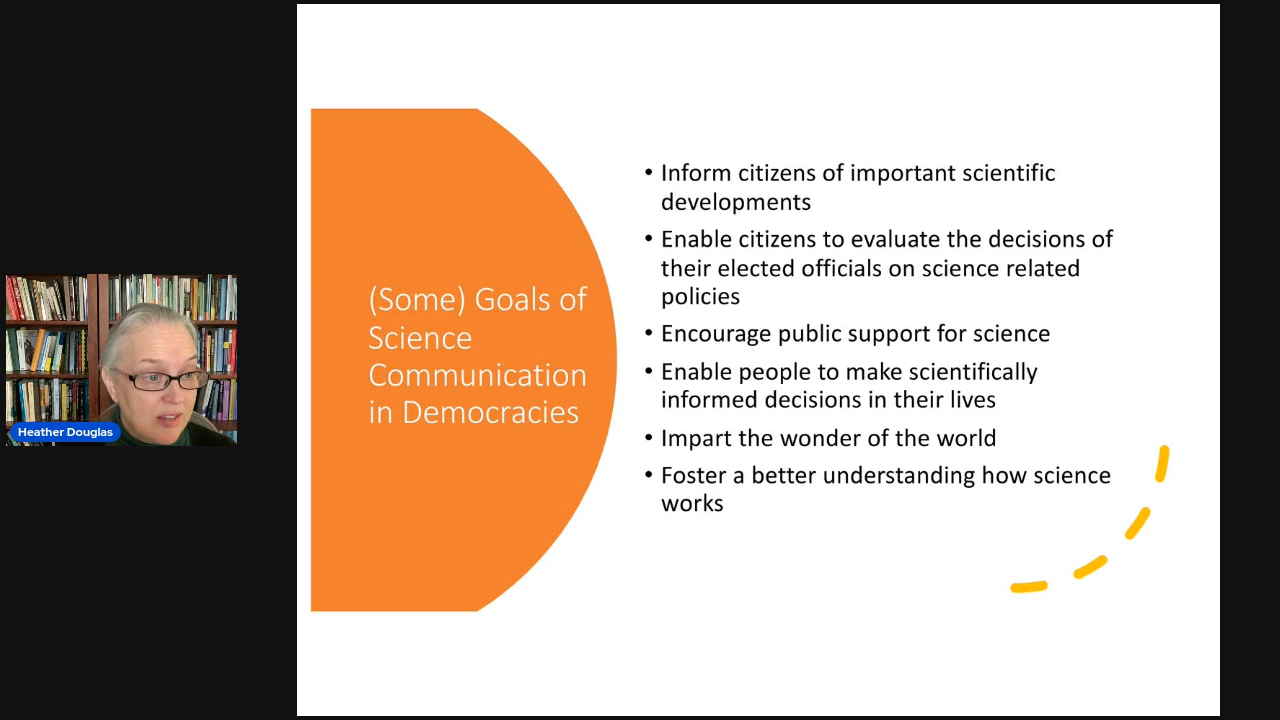 Heather Douglas
(Some) Goals of
Science
Communication
in Democracies
• Inform citizens of important scientific
developments
• Enable citizens to evaluate the decisions of
their elected officials on science related
policies
• Encourage public support for science
• Enable people to make scientifically
informed decisions in their lives
• Impart the wonder of the world
• Foster a better understanding how science
works